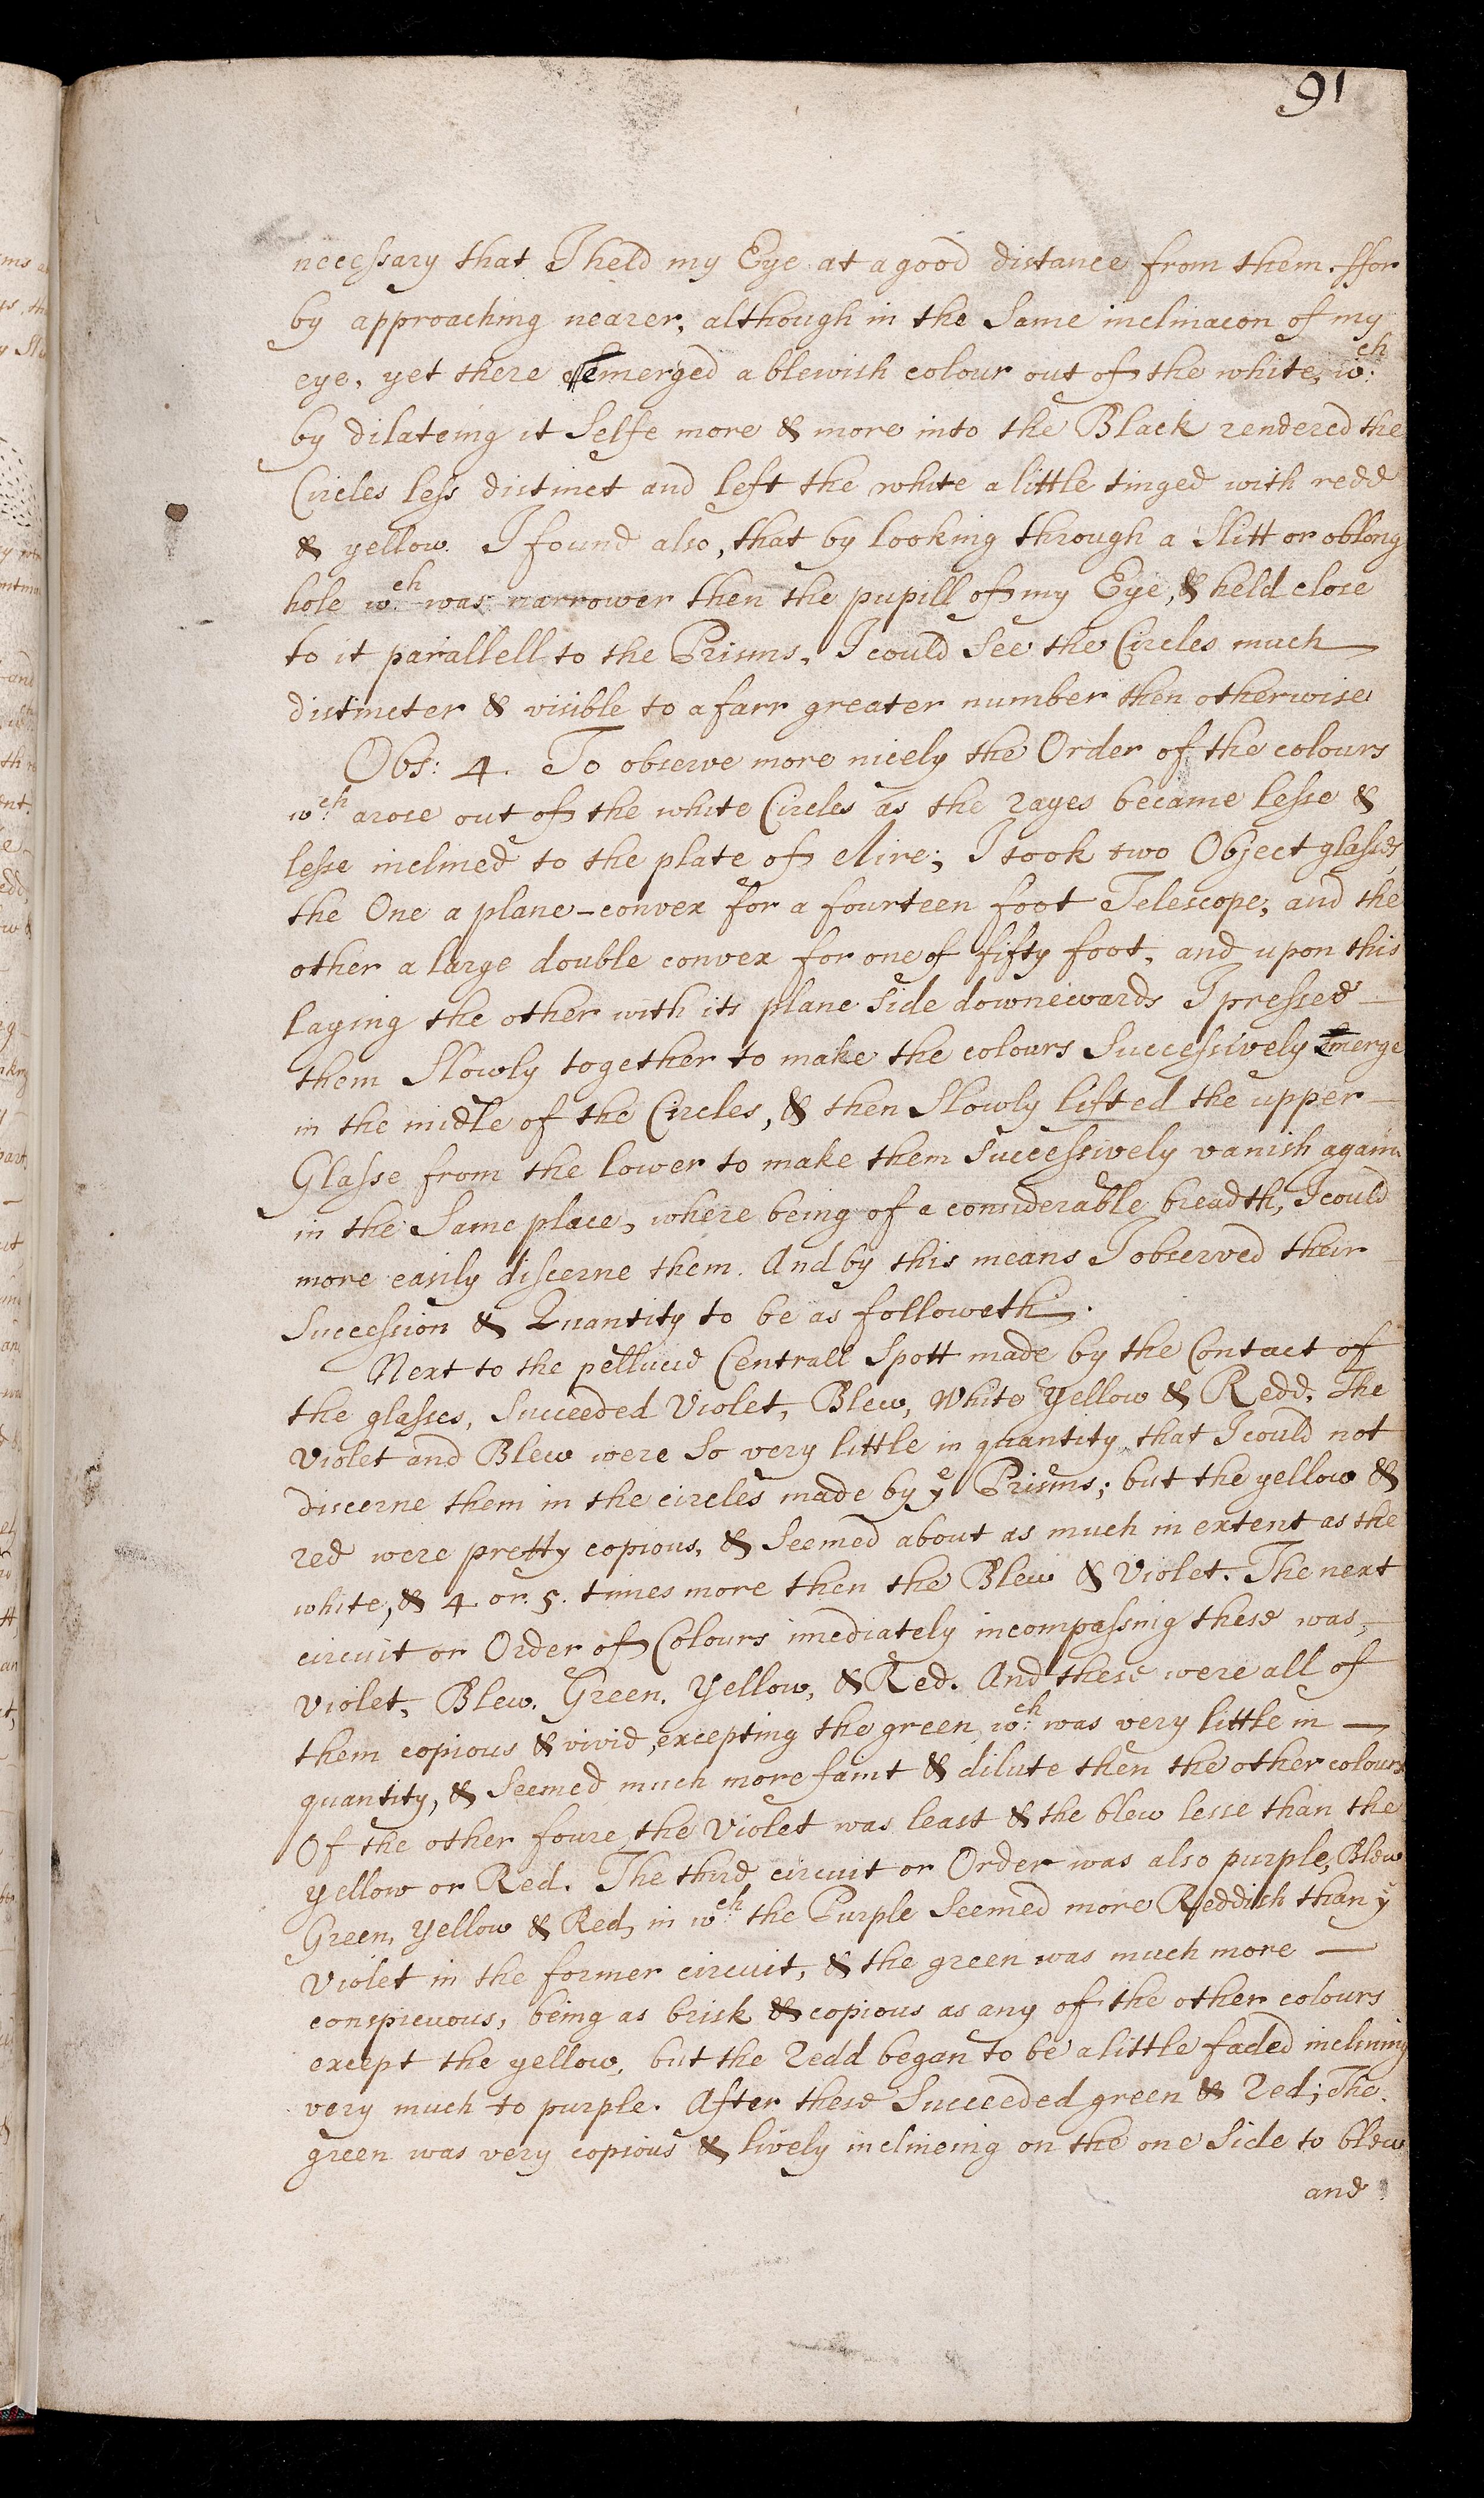 91
necessary that I held my Eye at a good distance from them. ffor
by approaching nearer, although in the same inclinacon of my
eye, yet there emerged a blewish colour out of the white, wch
by dilateing it selfe more & more into the Black rendered the
Circles less distinct and left the white a little tinged with redd
& yellow. I found also, that by looking through a slitt or oblong
hole wch was narrower then the pupill of my Eye, & held close
to it parallell to the Prisms, I could see the Circles much
distincter & visible to a farr greater number then otherwise
Obs: 4. To observe more nicely the Order of the colours
wch arose out of the white Circles as the rayes became lesse &
lesse inclined to the plate of Aire; I took two Object glasses,
the One a plane-convex for a fourteen foot Telescope, and the
other a large double convex for one of fifty foot, and upon this
laying the other with its plane side downewards I pressed
them slowly together to make the colours successively Emerge
in the midle of the Circles, & then slowly lifted the upper
Glasse from the lower to make them successively vanish again
in the same place, where being of a considerable breadth, I could
more easily discerne them. And by this means I observed their
succession & Quantity to be as followeth.
Next to the pellucid Centrall Spott made by the Contact of
the glasses, succeeded Violet, Blew, White Yellow & Redd. The
Violet and Blew were so very little in quantity that I could not
discerne them in the circles made by ye Prisms; but the yellow &
red were pretty copious, & seemed about as much in extent as the
white, & 4 or 5. times more then the Blew & Violet. The next
circuit or Order of Colours imediately incompassing these was
Violet, Blew, Green, Yellow, & Red. And these were all of
them copious & vivid, excepting the green wch was very little in
quantity, & seemed much more faint & dilute then the other colours
Of the other foure, the Violet was least & the blew lesse than the
yellow or Red. The third circuit or Order was also purple, Blew
Green, Yellow & Red, in wch the Purple seemed more Reddish than ye
Violet in the former circuit, & the green was much more
conspicuous, being as brisk & copious as any of the other colours
except the yellow, but the Redd began to be a little faded inclining
very much to purple. After these succeeded green & Red; The
green was very copious & lively inclineing on the one side to blew
and